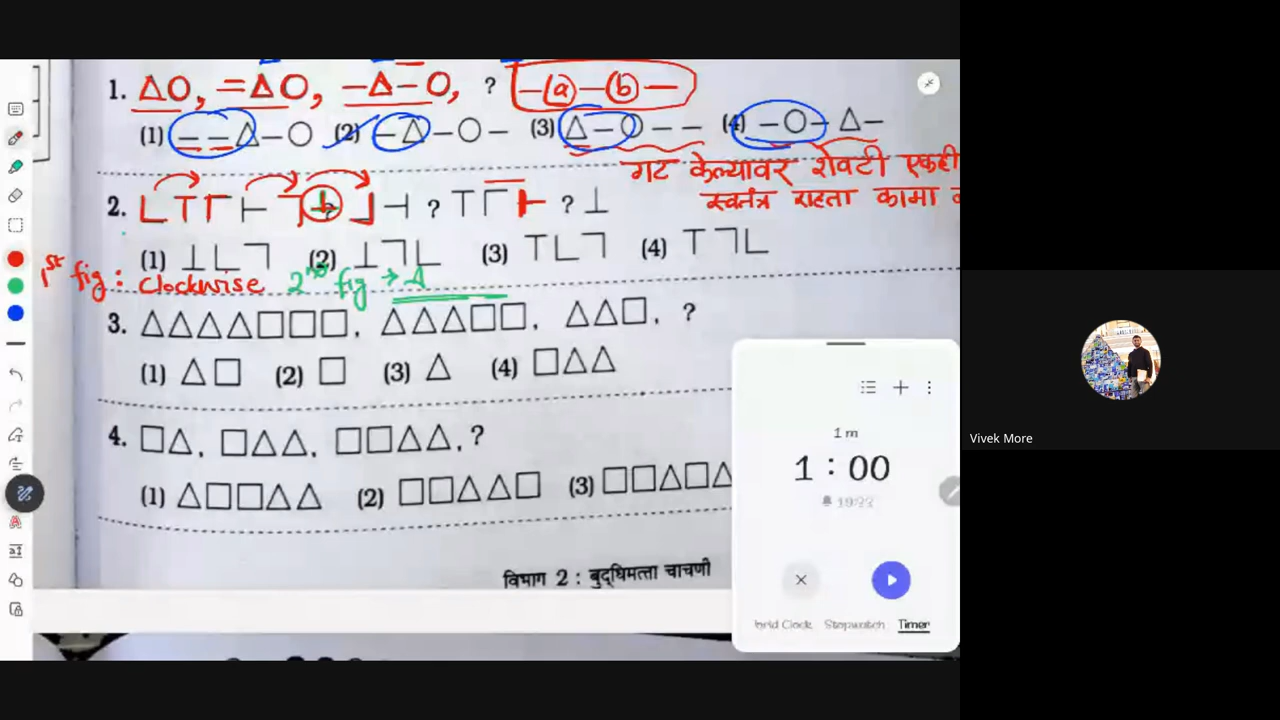 1. △○, =△○, −△−○, ? −(a)−(b)−
(1) − − △ − ○ (2) − △ − ○ − (3) △ − ○ − − (4) − ○ − △ −
गट केल्यावर शेवटी
स्वतंत्र राहता कामा
2. ∟ ⊤ Γ ⊢ ⅂ ? ⅃ ⊣ ? ⊤ Γ ⊢ ? ⊥
(1) ⊥ ∟ ⅂ (2) ⊥ ⅂ ∟ (3) ⊤ ∟ ⅂ (4) ⊤ ⅂ ∟
1st fig : clockwise 2nd fig →
3. △△△△□□□, △△△□□, △△□, ?
(1) △□ (2) □ (3) △ (4) □△△
4. □△, □△△, □□△△, ?
(1) △□□△△ (2) □□△△□ (3) □□△□△
विभाग 2 : बुद्धिमत्ता चाचणी
1 m
1 : 00
19:22
Stopwatch Timer
Vivek More